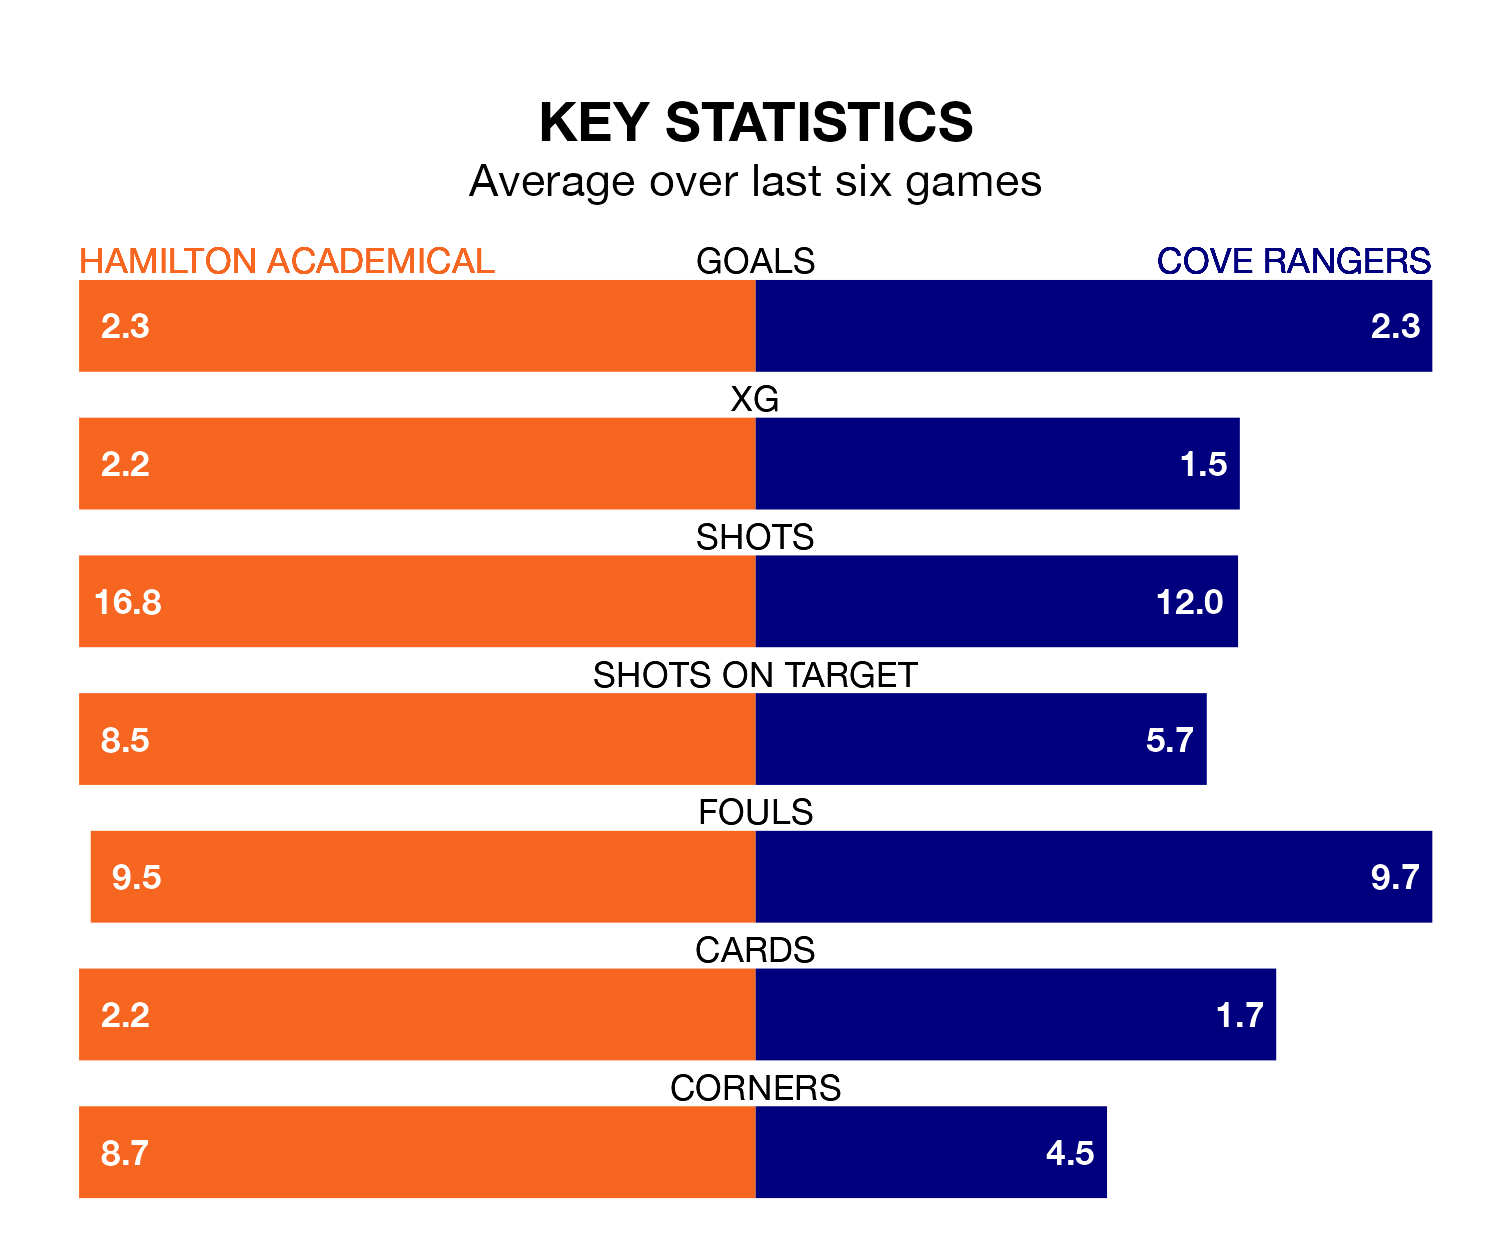 KEY STATISTICS
Average over last six games
HAMILTON ACADEMICAL GOALS COVE RANGERS
2.3 2.3
XG
2.2 1.5
SHOTS
16.8 12.0
SHOTS ON TARGET
8.5 5.7
FOULS
9.5 9.7
CARDS
2.2 1.7
CORNERS
8.7 4.5